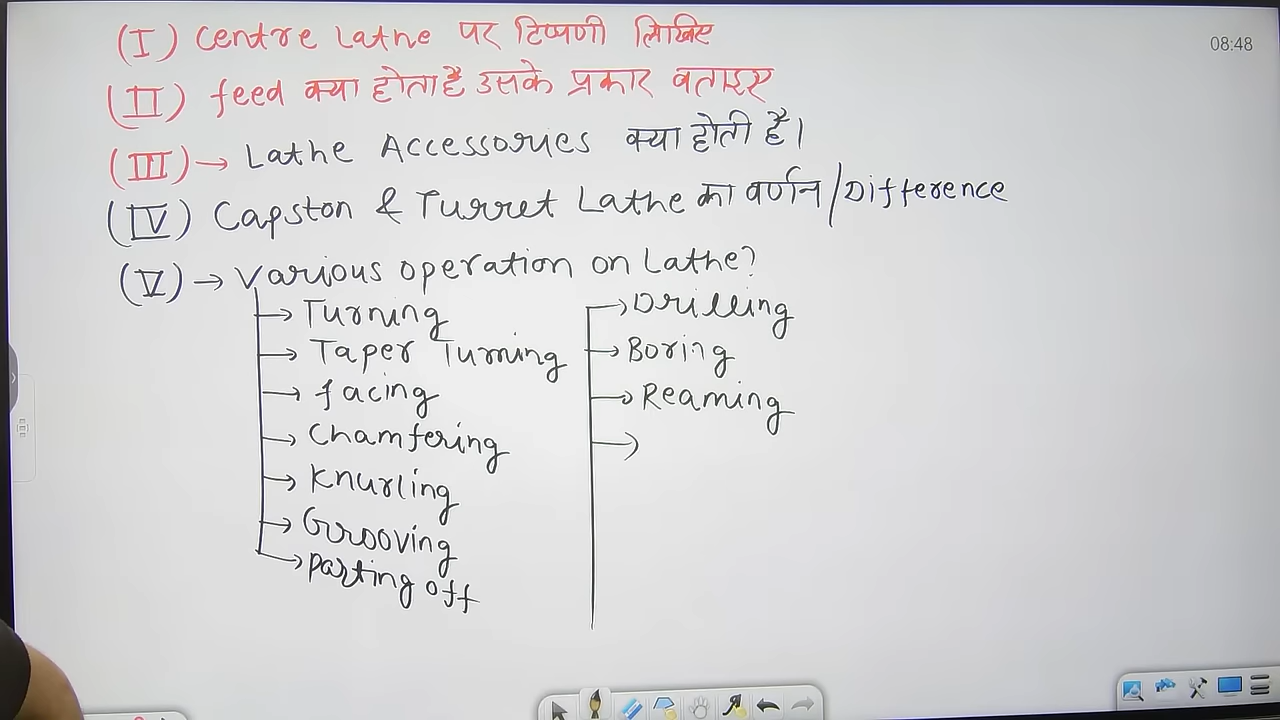 (I) Centre Lathe पर टिप्पणी लिखिए
08:48
(II) feed क्या होता है उसके प्रकार बताइए
(III) → Lathe Accessories क्या होती है।
(IV) Capston & Turret Lathe का वर्णन/Difference
(V) → Various operation on Lathe?
→ Turning
→ Taper Turning
→ facing
→ Chamfering
→ Knurling
→ Grooving
→ Parting off
→ Drilling
→ Boring
→ Reaming
→